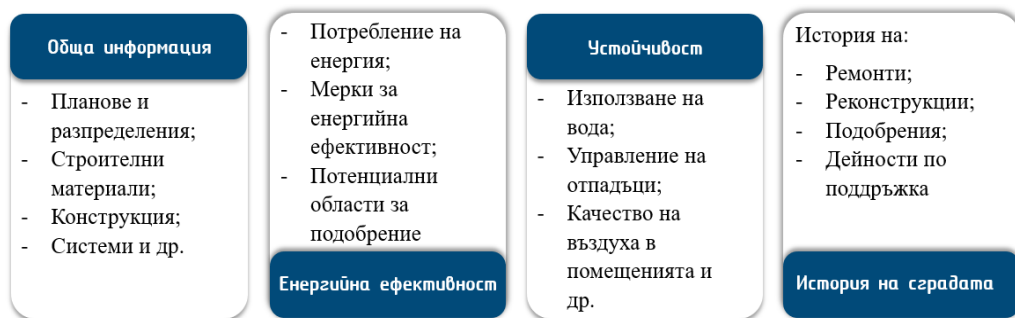 Обща информация
- Планове и
разпределения;
- Строителни
материали;
- Конструкция;
- Системи и др.
- Потребление на
енергия;
- Мерки за
енергийна
ефективност;
- Потенциални
области за
подобрение
Енергийна ефективност
Устойчивост
- Използване на
вода;
- Управление на
отпадъци;
- Качество на
въздуха в
помещенията и
др.
История на:
- Ремонти;
- Реконструкции;
- Подобрения;
- Дейности по
поддръжка
История на сградата